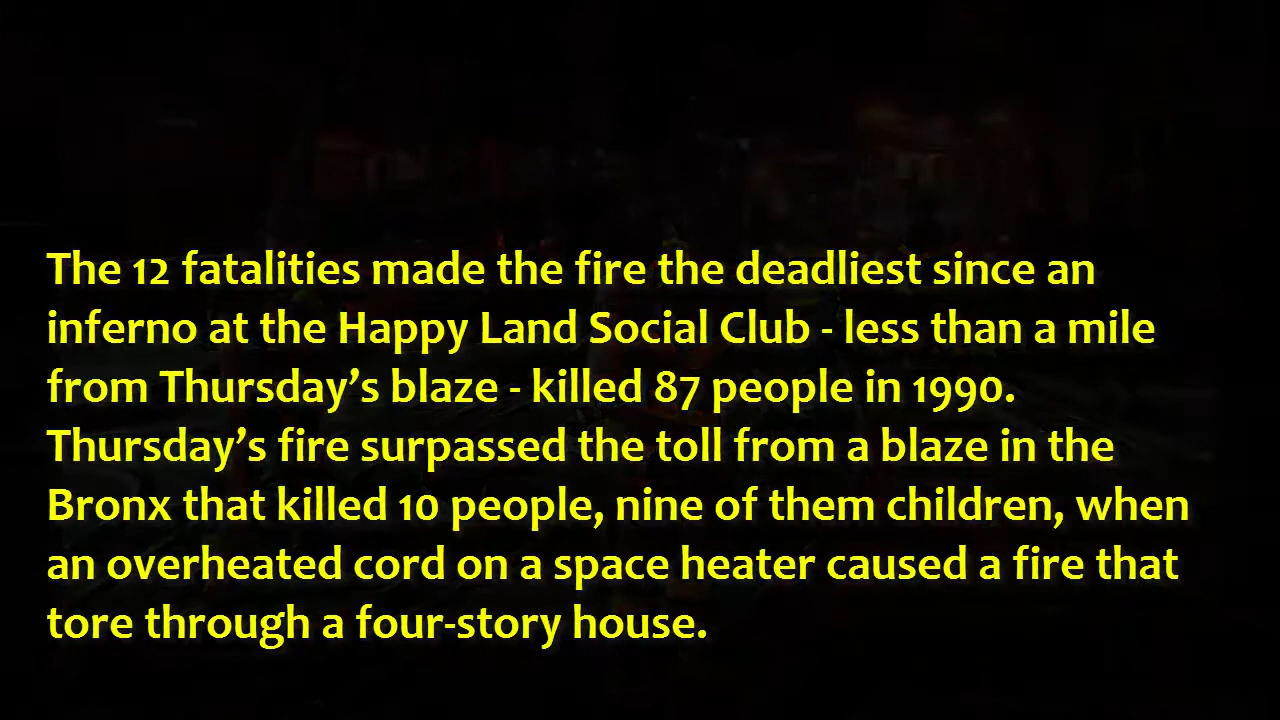 The 12 fatalities made the fire the deadliest since an
inferno at the Happy Land Social Club - less than a mile
from Thursday’s blaze - killed 87 people in 1990.
Thursday’s fire surpassed the toll from a blaze in the
Bronx that killed 10 people, nine of them children, when
an overheated cord on a space heater caused a fire that
tore through a four-story house.